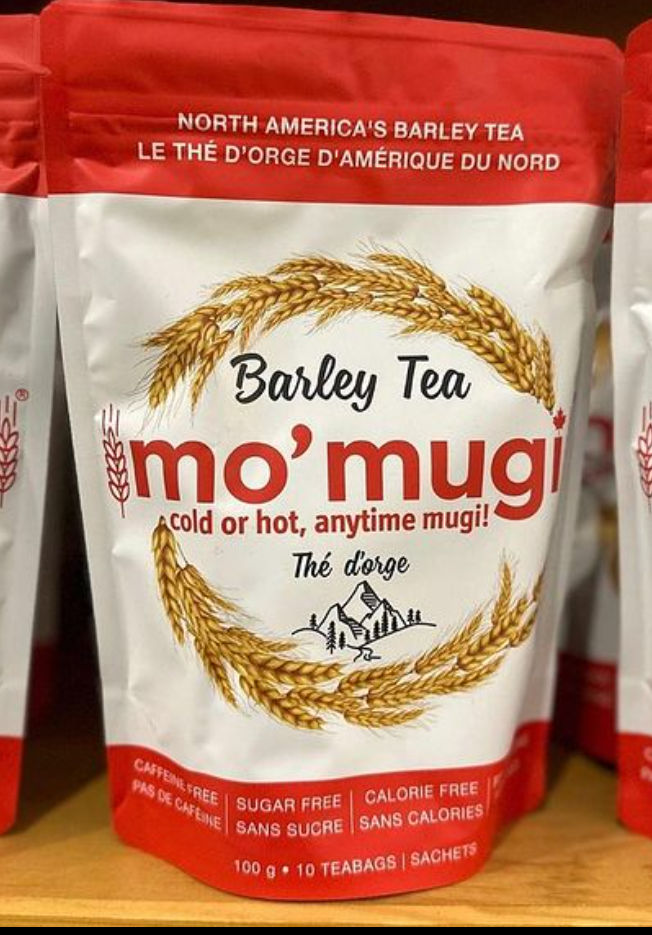 NORTH AMERICA'S BARLEY TEA
LE THÉ D'ORGE D'AMÉRIQUE DU NORD
Barley Tea
mo' mugi
cold or hot, anytime mugi!
Thé d'orge
CAFFEINE FREE | SUGAR FREE | CALORIE FREE
PAS DE CAFÉINE | SANS SUCRE | SANS CALORIES
100 g • 10 TEABAGS | SACHETS
®